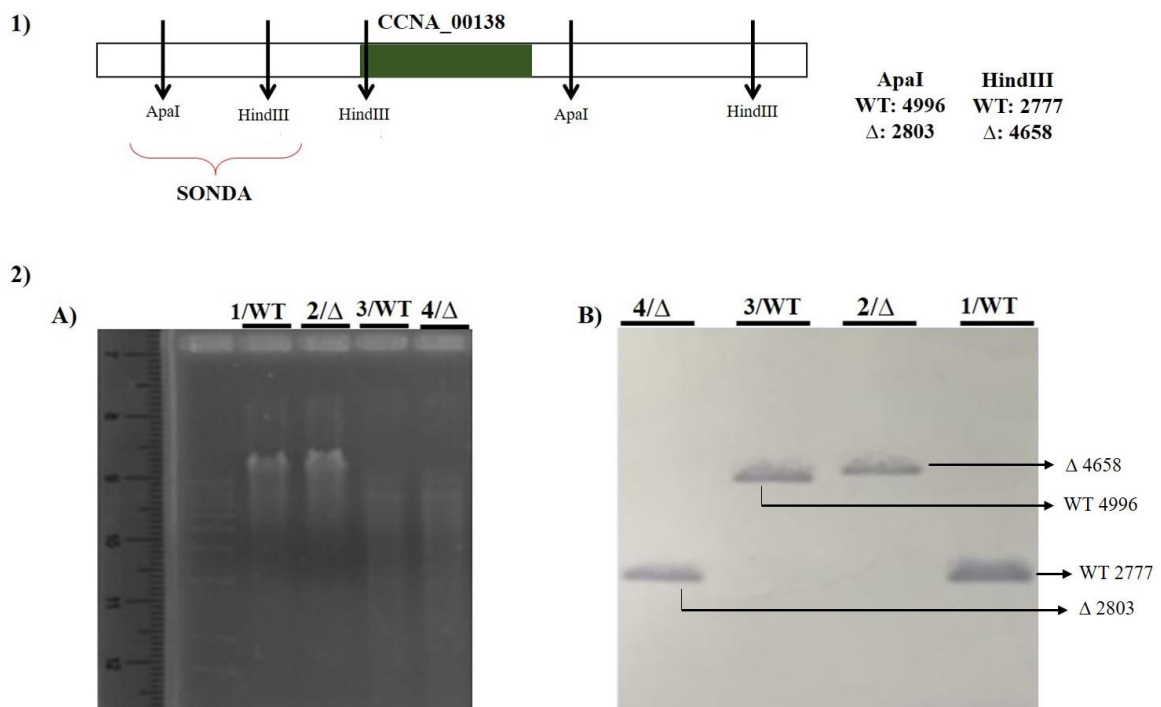 1)
CCNA_00138
ApaI
HindIII
HindIII
ApaI
HindIII
SONDA
ApaI HindIII
WT: 4996 WT: 2777
Δ: 2803 Δ: 4658
2)
A)
1/WT 2/Δ 3/WT 4/Δ
B)
4/Δ 3/WT 2/Δ 1/WT
Δ 4658
WT 4996
WT 2777
Δ 2803